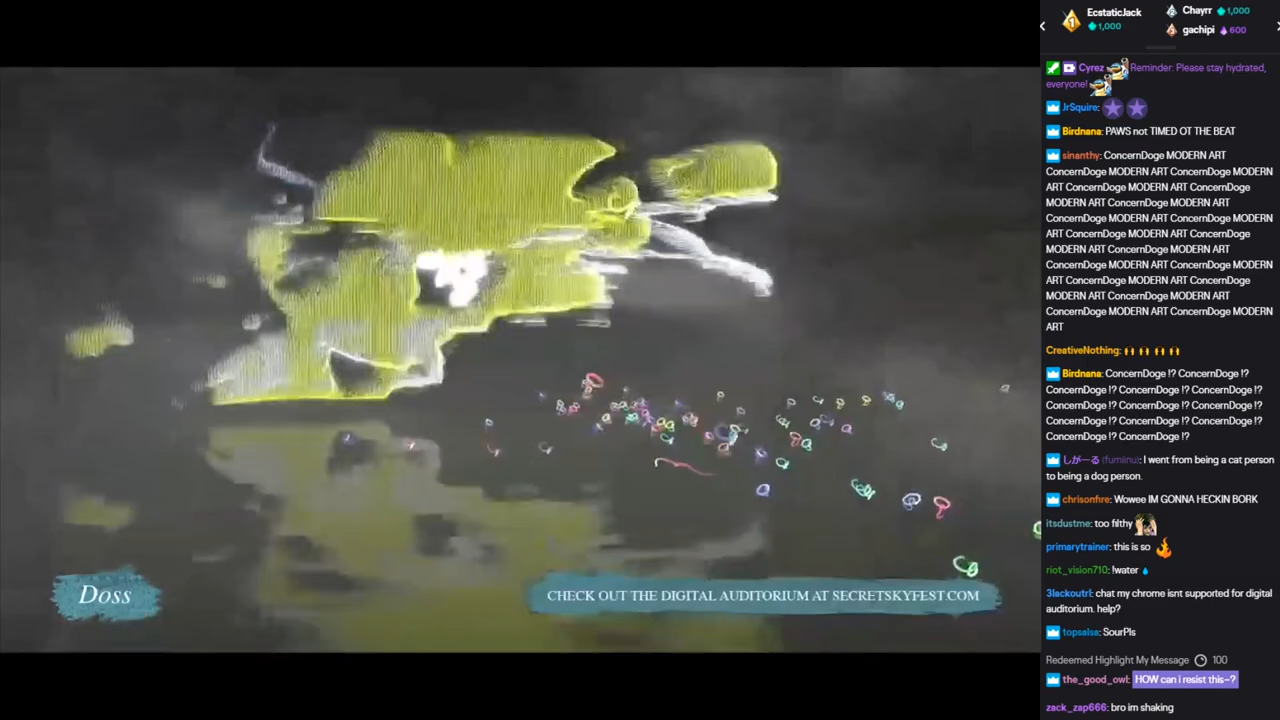 EcstaticJack
1,000
Chayrr 1,000
gachipi 600
Cyrez Reminder: Please stay hydrated,
everyone!
JrSquire:
Birdnana: PAWS not TIMED OT THE BEAT
sinanthy: ConcernDoge MODERN ART
ConcernDoge MODERN ART ConcernDoge MODERN
ART ConcernDoge MODERN ART ConcernDoge
MODERN ART ConcernDoge MODERN ART
ConcernDoge MODERN ART ConcernDoge MODERN
ART ConcernDoge MODERN ART ConcernDoge
MODERN ART ConcernDoge MODERN ART
ConcernDoge MODERN ART ConcernDoge MODERN
ART ConcernDoge MODERN ART ConcernDoge
MODERN ART ConcernDoge MODERN ART
ConcernDoge MODERN ART ConcernDoge MODERN
ART
CreativeNothing:
Birdnana: ConcernDoge !? ConcernDoge !?
ConcernDoge !? ConcernDoge !? ConcernDoge !?
ConcernDoge !? ConcernDoge !? ConcernDoge !?
ConcernDoge !? ConcernDoge !? ConcernDoge !?
ConcernDoge !? ConcernDoge !?
しがーる (fumiinu): I went from being a cat person
to being a dog person.
chrisonfire: Wowee IM GONNA HECKIN BORK
itsdustme: too filthy
primarytrainer: this is so
riot_vision710: !water
3lackoutrl: chat my chrome isnt supported for digital
auditorium. help?
topsalsa: SourPls
Redeemed Highlight My Message 100
the_good_owl: HOW can i resist this~?
zack_zap666: bro im shaking
Doss
CHECK OUT THE DIGITAL AUDITORIUM AT SECRETSKYFEST.COM